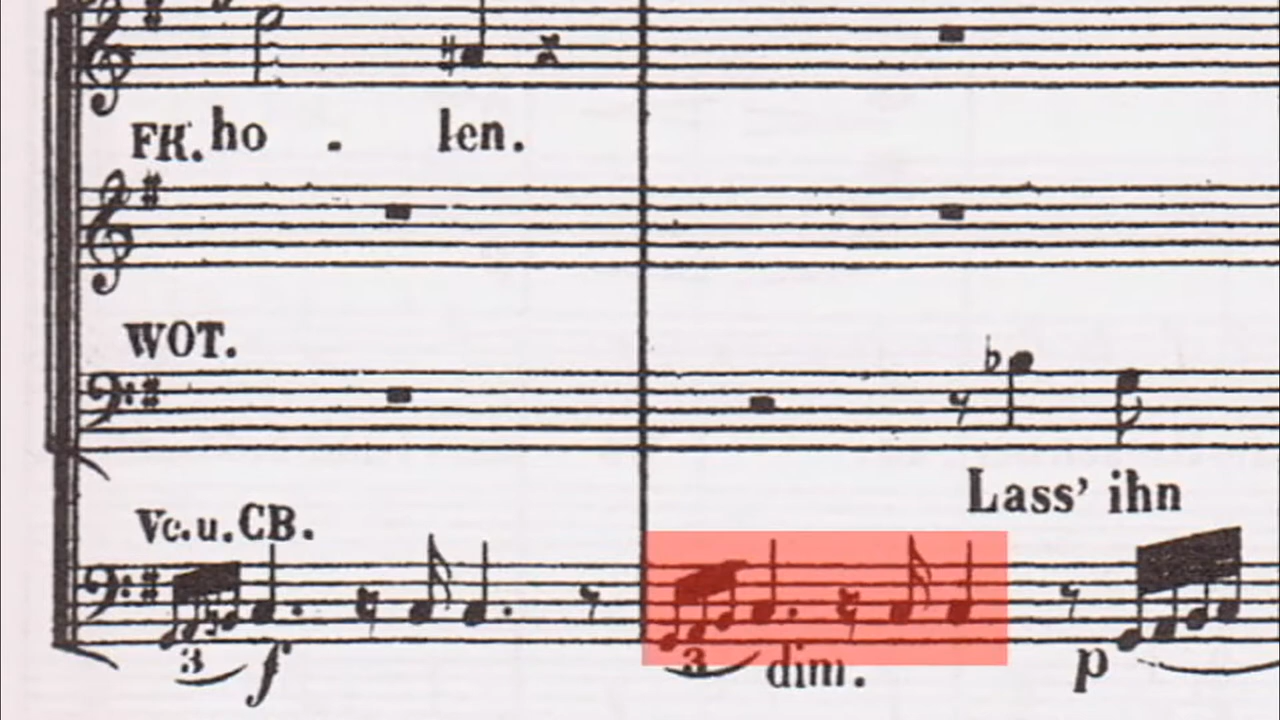 FR. ho - len.
WOT.
Lass' ihn
Vc. u. CB.
3 f 3 dim. p